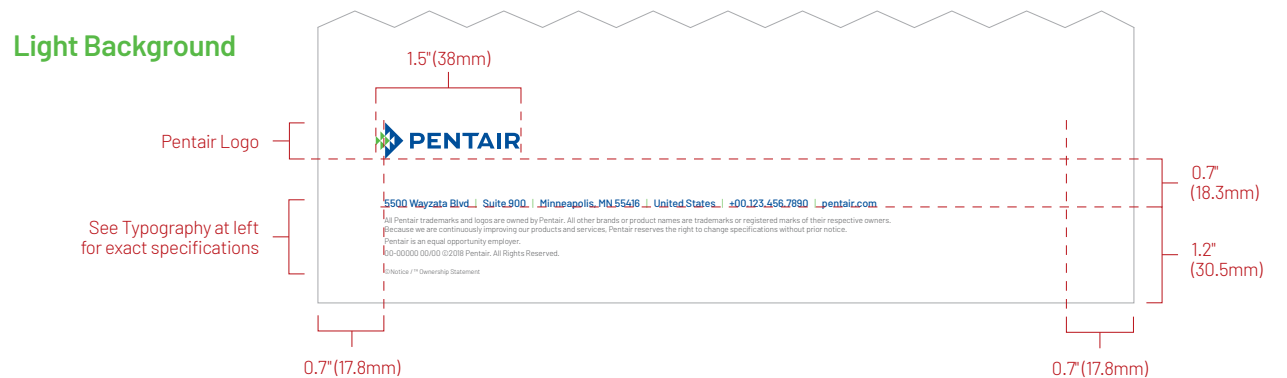 Light Background
1.5"(38mm)
Pentair Logo
PENTAIR
0.7"
(18.3mm)
5500 Wayzata Blvd | Suite 900 | Minneapolis, MN 55416 | United States | +00.123.456.7890 | pentair.com
See Typography at left
for exact specifications
All Pentair trademarks and logos are owned by Pentair. All other brands or product names are trademarks or registered marks of their respective owners.
Because we are continuously improving our products and services, Pentair reserves the right to change specifications without prior notice.
Pentair is an equal opportunity employer.
00-00000 00/00 ©2018 Pentair. All Rights Reserved.
©Notice / ™ Ownership Statement
1.2"
(30.5mm)
0.7"(17.8mm)
0.7"(17.8mm)